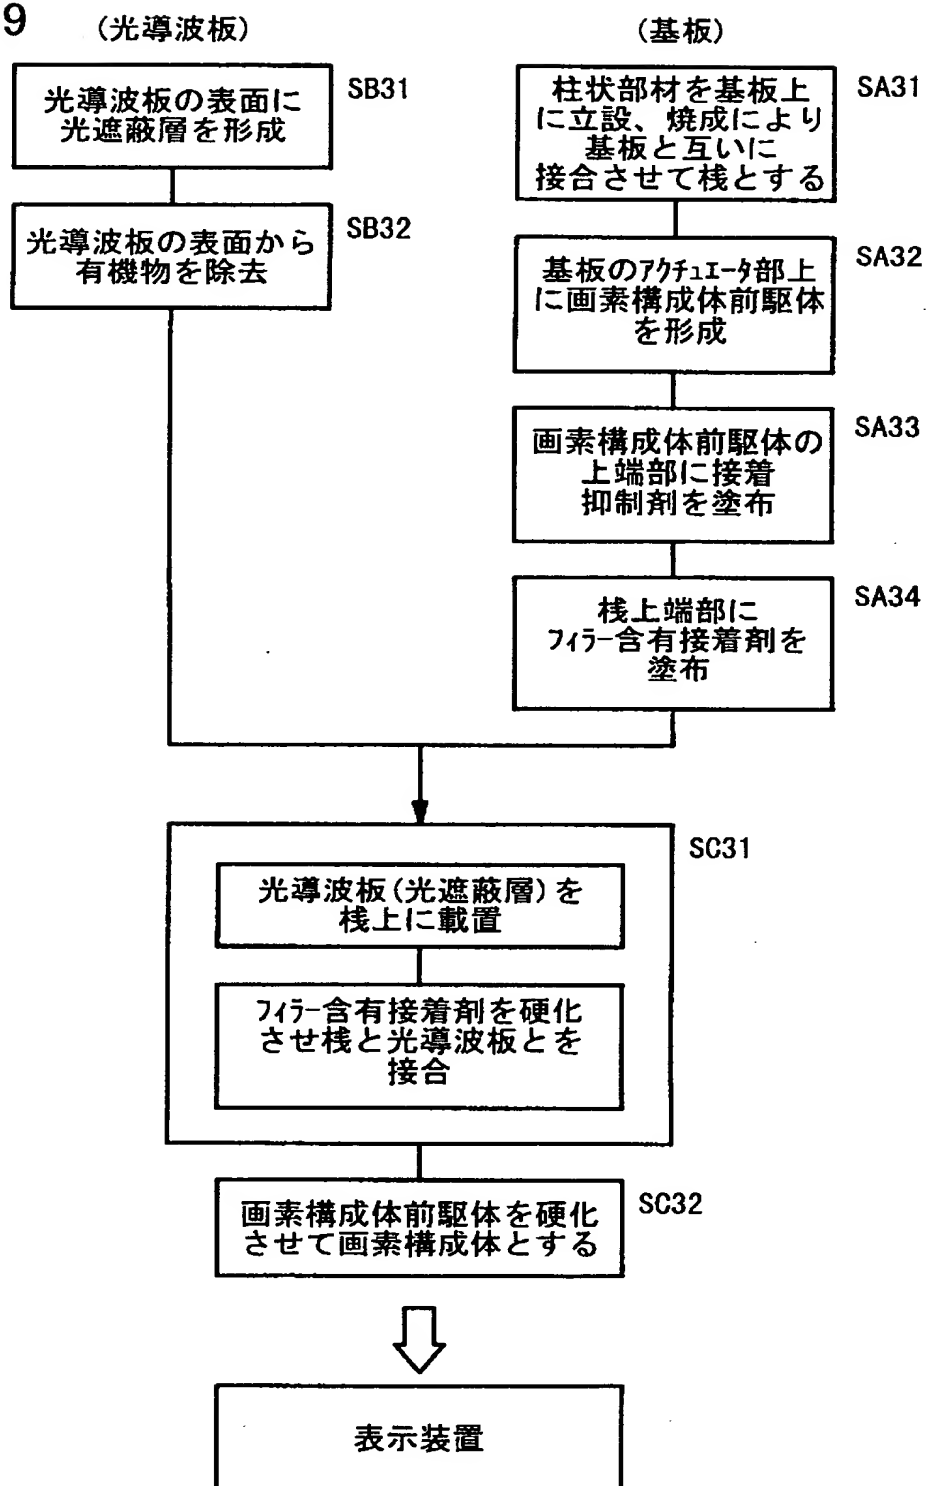 9
(光導波板)
(基板)
光導波板の表面に
光遮蔽層を形成
SB31
光導波板の表面から
有機物を除去
SB32
柱状部材を基板上
に立設、焼成により
基板と互いに
接合させて桟とする
SA31
基板のｱｸﾁｭｴｰﾀ部上
に画素構成体前駆体
を形成
SA32
画素構成体前駆体の
上端部に接着
抑制剤を塗布
SA33
桟上端部に
ﾌｨﾗｰ含有接着剤を
塗布
SA34
SC31
光導波板(光遮蔽層)を
桟上に載置
ﾌｨﾗｰ含有接着剤を硬化
させ桟と光導波板とを
接合
画素構成体前駆体を硬化
させて画素構成体とする
SC32
表示装置